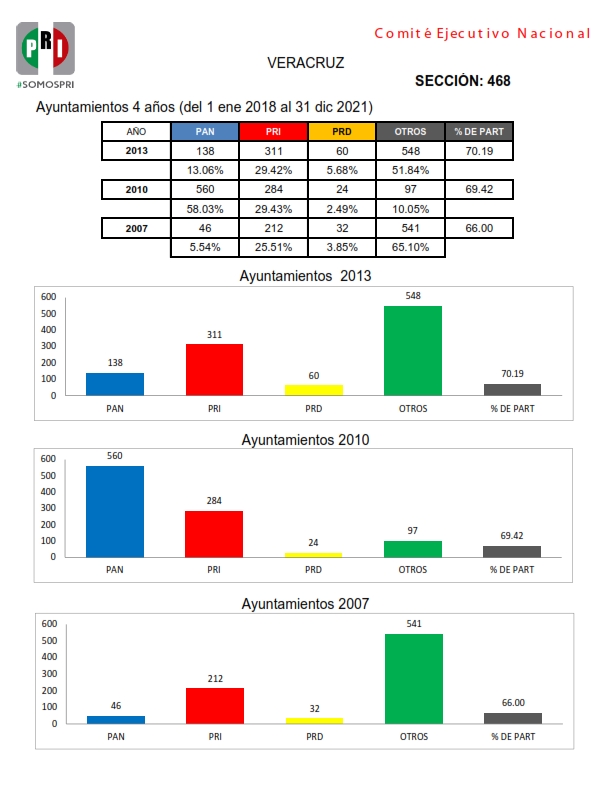 Comité Ejecutivo Nacional
PRI
#SOMOSPRI
VERACRUZ
SECCIÓN: 468
Ayuntamientos 4 años (del 1 ene 2018 al 31 dic 2021)
AÑO PAN PRI PRD OTROS % DE PART
2013 138 311 60 548 70.19
13.06% 29.42% 5.68% 51.84%
2010 560 284 24 97 69.42
58.03% 29.43% 2.49% 10.05%
2007 46 212 32 541 66.00
5.54% 25.51% 3.85% 65.10%
Ayuntamientos 2013
600
500
400
300
200
100
0
138 311 60 548 70.19
PAN PRI PRD OTROS % DE PART
Ayuntamientos 2010
600
500
400
300
200
100
0
560 284 24 97 69.42
PAN PRI PRD OTROS % DE PART
Ayuntamientos 2007
600
500
400
300
200
100
0
46 212 32 541 66.00
PAN PRI PRD OTROS % DE PART